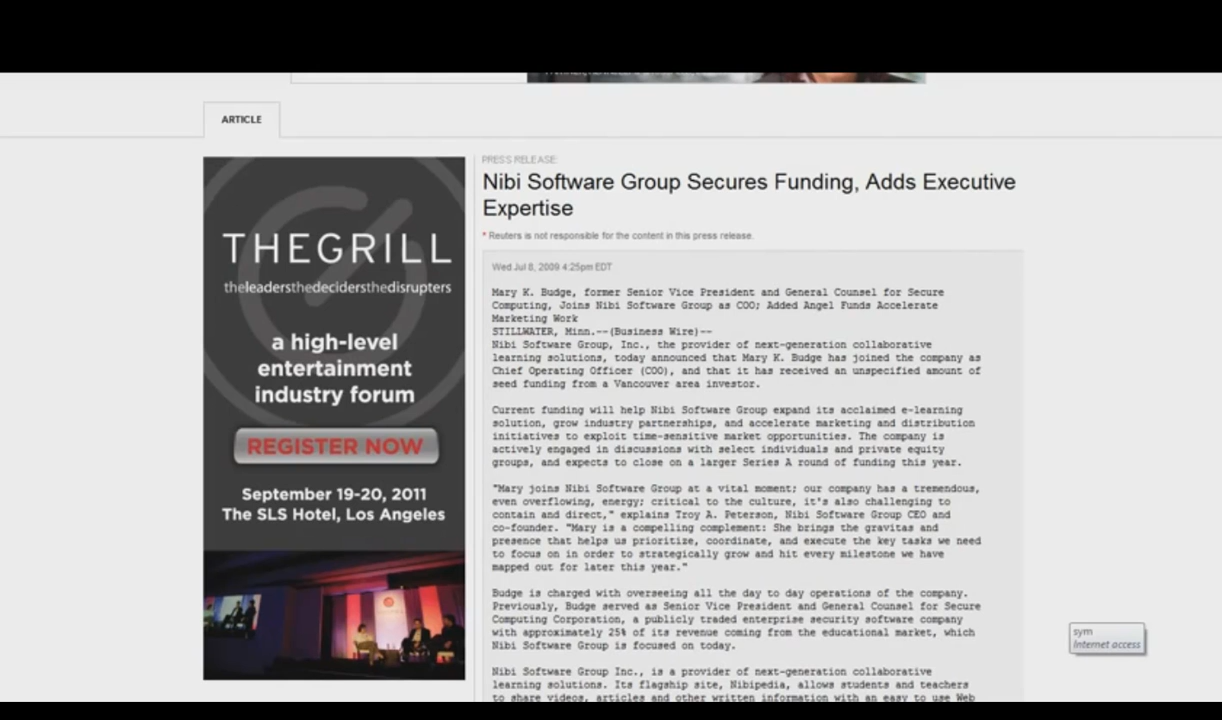 ARTICLE
THEGRILL
theleadersthedecidersthedisrupters
a high-level
entertainment
industry forum
REGISTER NOW
September 19-20, 2011
The SLS Hotel, Los Angeles
PRESS RELEASE
Nibi Software Group Secures Funding, Adds Executive
Expertise
* Reuters is not responsible for the content in this press release.
Wed Jul 8, 2009 4:25pm EDT
Mary K. Budge, former Senior Vice President and General Counsel for Secure
Computing, Joins Nibi Software Group as COO; Added Angel Funds Accelerate
Marketing Work
STILLWATER, Minn.--(Business Wire)--
Nibi Software Group, Inc., the provider of next-generation collaborative
learning solutions, today announced that Mary K. Budge has joined the company as
Chief Operating Officer (COO), and that it has received an unspecified amount of
seed funding from a Vancouver area investor.
Current funding will help Nibi Software Group expand its acclaimed e-learning
solution, grow industry partnerships, and accelerate marketing and distribution
initiatives to exploit time-sensitive market opportunities. The company is
actively engaged in discussions with select individuals and private equity
groups, and expects to close on a larger Series A round of funding this year.
"Mary joins Nibi Software Group at a vital moment; our company has a tremendous,
even overflowing, energy; critical to the culture, it's also challenging to
contain and direct," explains Troy A. Peterson, Nibi Software Group CEO and
co-founder. "Mary is a compelling complement: She brings the gravitas and
presence that helps us prioritize, coordinate, and execute the key tasks we need
to focus on in order to strategically grow and hit every milestone we have
mapped out for later this year."
Budge is charged with overseeing all the day to day operations of the company.
Previously, Budge served as Senior Vice President and General Counsel for Secure
Computing Corporation, a publicly traded enterprise security software company
with approximately 25% of its revenue coming from the educational market, which
Nibi Software Group is focused on today.
Nibi Software Group Inc., is a provider of next-generation collaborative
learning solutions. Its flagship site, Nibipedia, allows students and teachers
to share videos, articles and other written information with an easy to use Web
sym
Internet access